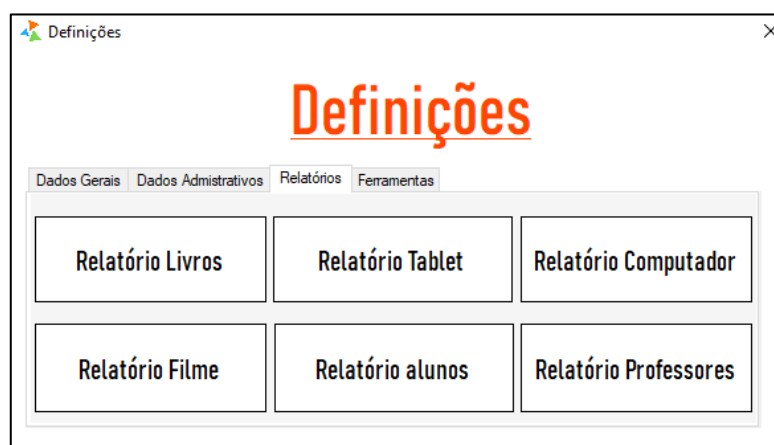 Definições
Definições
Dados Gerais Dados Admistrativos Relatórios Ferramentas
Relatório Livros Relatório Tablet Relatório Computador
Relatório Filme Relatório alunos Relatório Professores